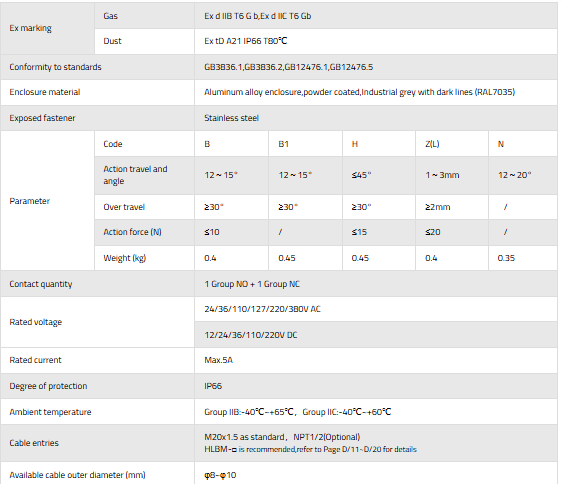 Ex marking
Gas
Ex d IIB T6 G b,Ex d IIC T6 Gb
Dust
Ex tD A21 IP66 T80℃
Conformity to standards
GB3836.1,GB3836.2,GB12476.1,GB12476.5
Enclosure material
Aluminum alloy enclosure,powder coated,Industrial grey with dark lines (RAL7035)
Exposed fastener
Stainless steel
Parameter
Code B B1 H Z(L) N
Action travel and
angle
12～15° 12～15° ≤45° 1～3mm 12～20°
Over travel ≥30° ≥30° ≥30° ≥2mm /
Action force (N) ≤10 / ≤15 ≤20 /
Weight (kg) 0.4 0.45 0.45 0.4 0.35
Contact quantity
1 Group NO + 1 Group NC
Rated voltage
24/36/110/127/220/380V AC
12/24/36/110/220V DC
Rated current
Max.5A
Degree of protection
IP66
Ambient temperature
Group IIB:-40℃~+65℃，Group IIC:-40℃~+60℃
Cable entries
M20x1.5 as standard，NPT1/2(Optional)
HLBM-□ is recommended,refer to Page D/11~D/20 for details
Available cable outer diameter (mm)
φ8~φ10